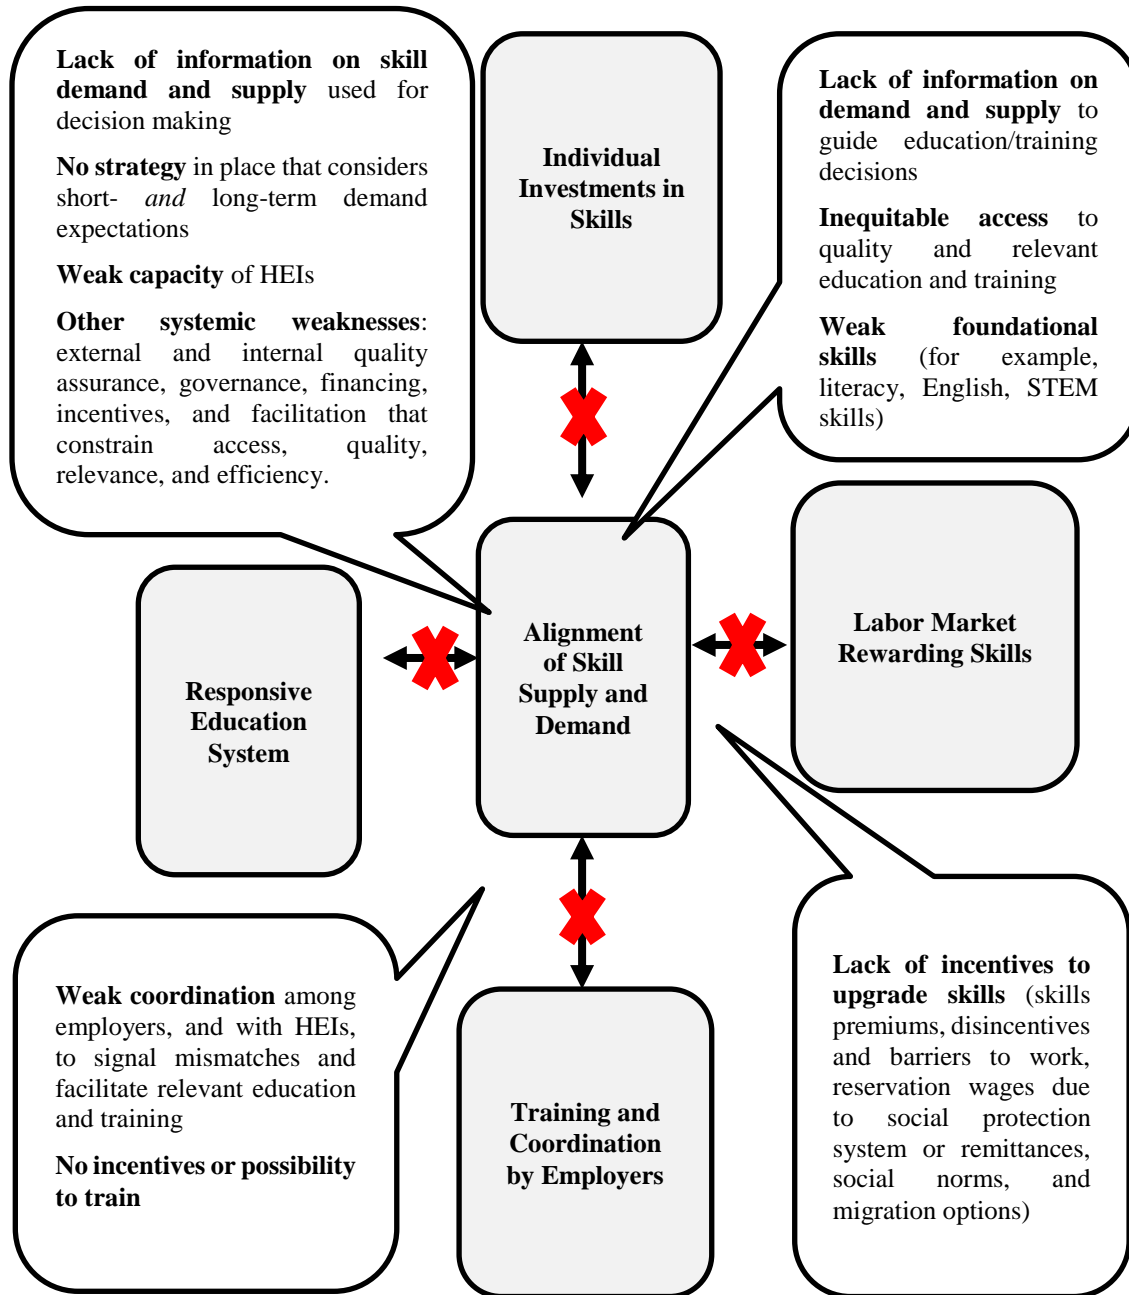 Lack of information on skill
demand and supply used for
decision making
No strategy in place that considers
short- and long-term demand
expectations
Weak capacity of HEIs
Other systemic weaknesses:
external and internal quality
assurance, governance, financing,
incentives, and facilitation that
constrain access, quality,
relevance, and efficiency.
Individual
Investments in
Skills
Lack of information on
demand and supply to
guide education/training
decisions
Inequitable access to
quality and relevant
education and training
Weak foundational
skills (for example,
literacy, English, STEM
skills)
Responsive
Education
System
Alignment
of Skill
Supply and
Demand
Labor Market
Rewarding Skills
Weak coordination among
employers, and with HEIs,
to signal mismatches and
facilitate relevant education
and training
No incentives or possibility
to train
Training and
Coordination
by Employers
Lack of incentives to
upgrade skills (skills
premiums, disincentives
and barriers to work,
reservation wages due
to social protection
system or remittances,
social norms, and
migration options)